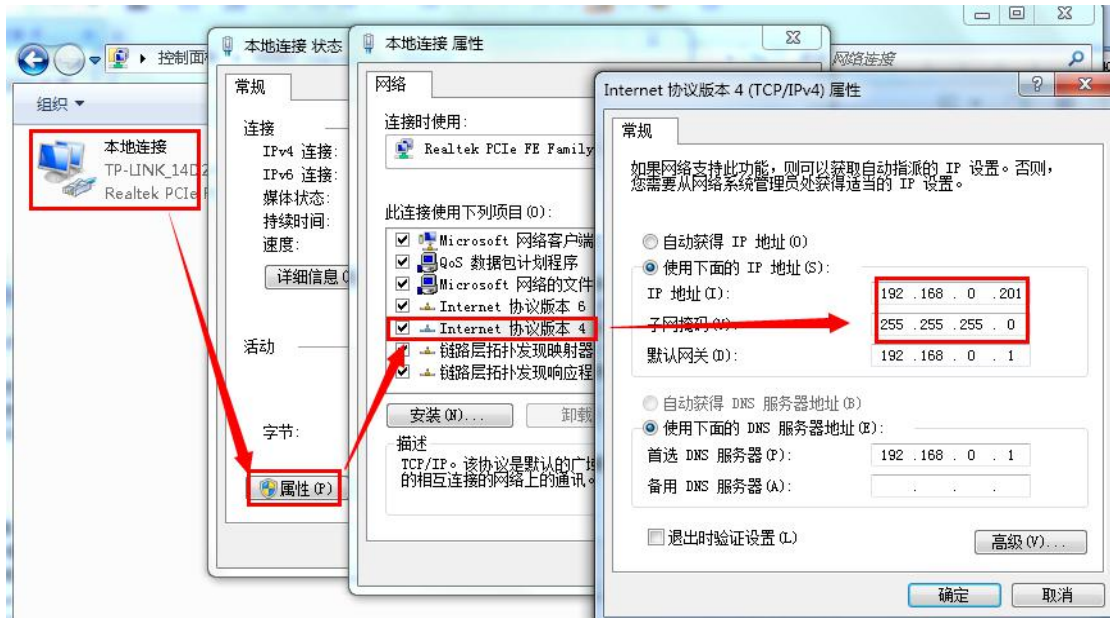 控制面
网络连接
组织
本地连接
TP-LINK_14D2
Realtek PCIe F
本地连接 状态
常规
连接
IPv4 连接:
IPv6 连接:
媒体状态:
持续时间:
速度:
详细信息(
活动
字节:
属性(P)
本地连接 属性
网络
连接时使用:
Realtek PCIe FE Family
此连接使用下列项目(O):
Microsoft 网络客户端
QoS 数据包计划程序
Microsoft 网络的文件
Internet 协议版本 6
Internet 协议版本 4
链路层拓扑发现映射器
链路层拓扑发现响应程
安装(N)...
卸载
描述
TCP/IP。该协议是默认的广域
的相互连接的网络上的通讯。
Internet 协议版本 4 (TCP/IPv4) 属性
常规
如果网络支持此功能，则可以获取自动指派的 IP 设置。否则，
您需要从网络系统管理员处获得适当的 IP 设置。
自动获得 IP 地址(O)
使用下面的 IP 地址(S):
IP 地址(I): 192 .168 . 0 .201
子网掩码(U): 255 .255 .255 . 0
默认网关(D): 192 .168 . 0 . 1
自动获得 DNS 服务器地址(B)
使用下面的 DNS 服务器地址(E):
首选 DNS 服务器(P): 192 .168 . 0 . 1
备用 DNS 服务器(A): . . .
退出时验证设置(L)
高级(V)...
确定
取消